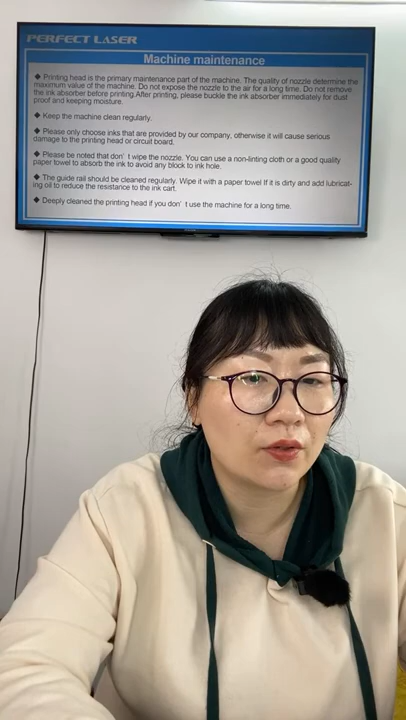 PERFECT LASER
Machine maintenance
◆ Printing head is the primary maintenance part of the machine. The quality of nozzle determine the
maximum value of the machine. Do not expose the nozzle to the air for a long time. Do not remove
the ink absorber before printing.After printing, please buckle the ink absorber immediately for dust
proof and keeping moisture.
◆ Keep the machine clean regularly.
◆ Please only choose inks that are provided by our company, otherwise it will cause serious
damage to the printing head or circuit board.
◆ Please be noted that don't wipe the nozzle. You can use a non-linting cloth or a good quality
paper towel to absorb the ink to avoid any block to ink hole.
◆ The guide rail should be cleaned regularly. Wipe it with a paper towel If it is dirty and add lubricat-
ing oil to reduce the resistance to the ink cart.
◆ Deeply cleaned the printing head if you don't use the machine for a long time.